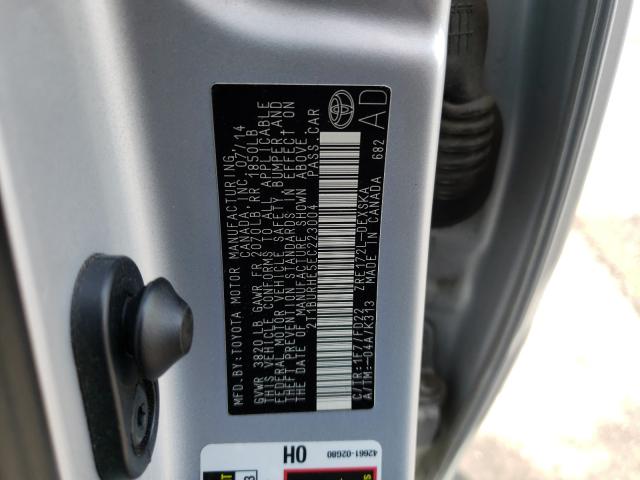 MFD.BY:TOYOTA MOTOR MANUFACTURING
CANADA INC. 07/14
GVWR 3820LB GAWR FR 2070LB RR 1850LB
THIS VEHICLE CONFORMS TO ALL APPLICABLE
FEDERAL MOTOR VEHICLE SAFETY, BUMPER, AND
THEFT PREVENTION STANDARDS IN EFFECT ON
THE DATE OF MANUFACTURE SHOWN ABOVE.
2T1BURHE5EC223004 PASS.CAR
C/TR:1F7/FD22 ZRE172L-DEXSKA
A/TM:-04A/K313 MADE IN CANADA 682
AD
42661-02G80
OH